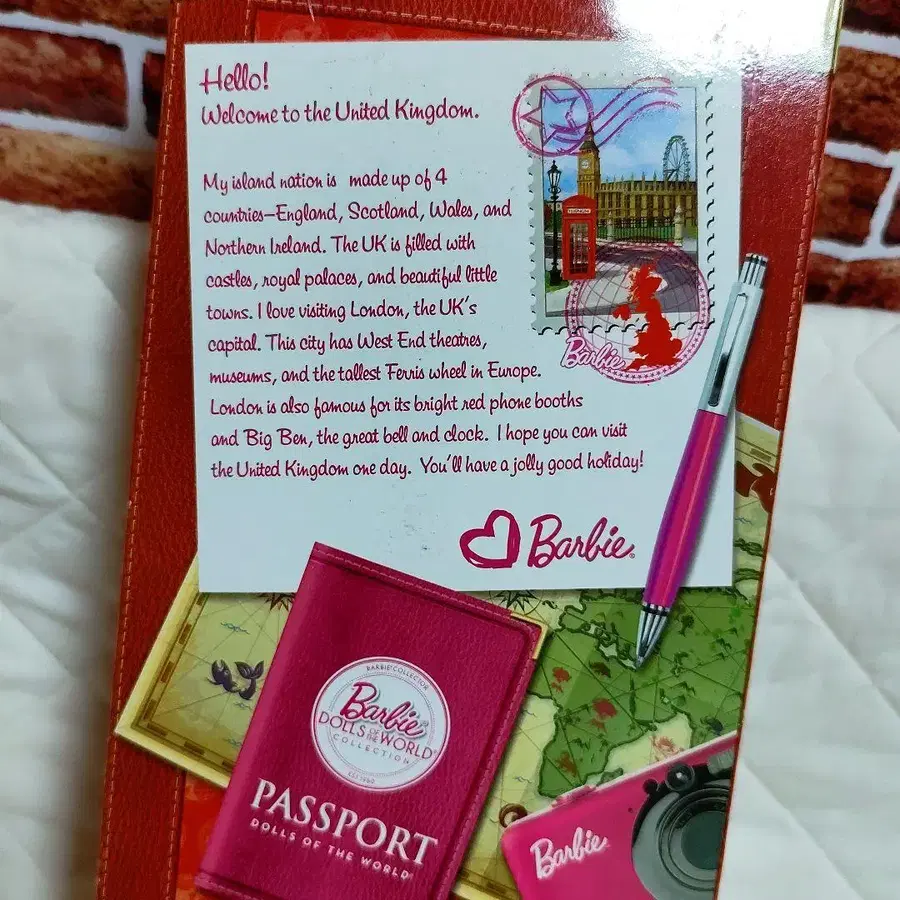 Hello!
Welcome to the United Kingdom.
My island nation is made up of 4
countries—England, Scotland, Wales, and
Northern Ireland. The UK is filled with
castles, royal palaces, and beautiful little
towns. I love visiting London, the UK's
capital. This city has West End theatres,
museums, and the tallest Ferris wheel in Europe.
London is also famous for its bright red phone booths
and Big Ben, the great bell and clock. I hope you can visit
the United Kingdom one day. You'll have a jolly good holiday!
Barbie
Barbie®
BARBIE® COLLECTOR
Barbie®
DOLLS OF THE WORLD®
COLLECTION
PASSPORT
DOLLS OF THE WORLD®
Barbie®